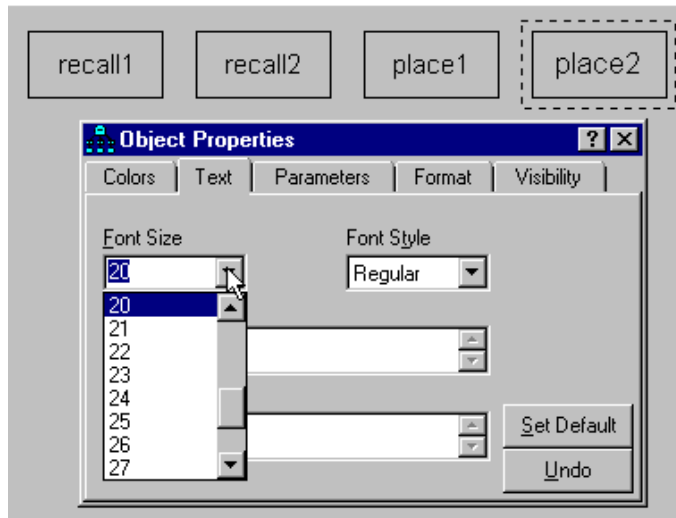 recall1 recall2 place1 place2
Object Properties
Colors Text Parameters Format Visibility
Font Size Font Style
20 Regular
20
21
22
23
24
25 Set Default
26
27 Undo